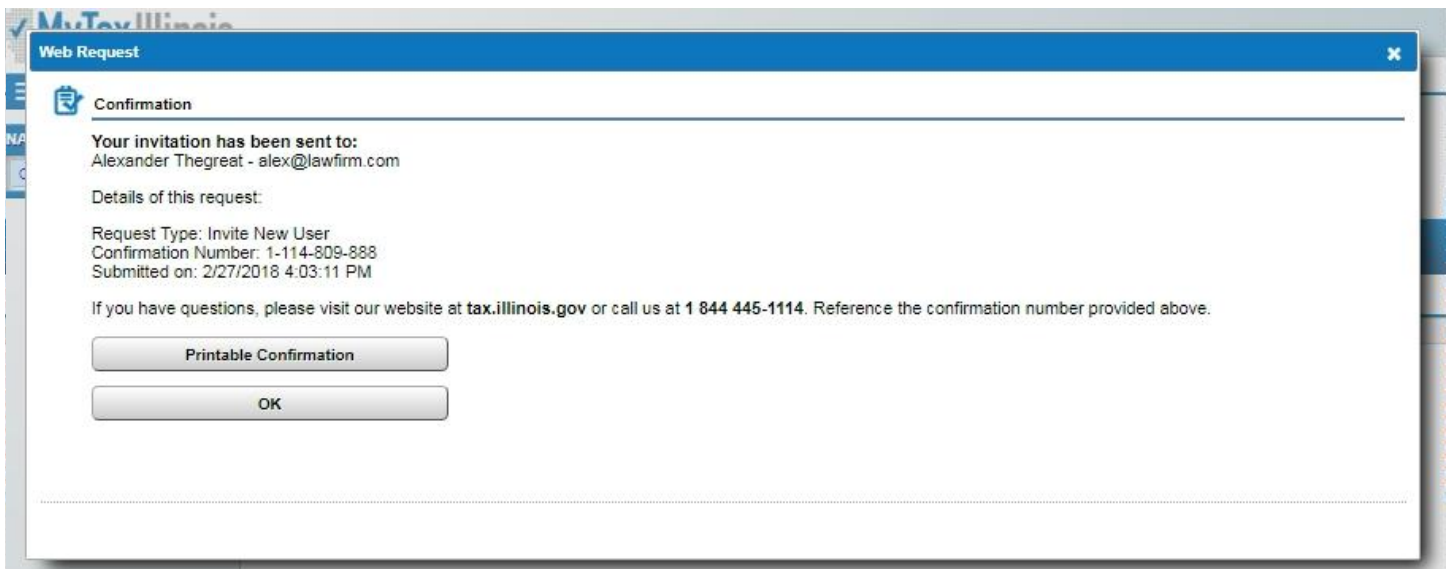 MyTax Illinois
Web Request
Confirmation
NA
Your invitation has been sent to:
Alexander Thegreat - alex@lawfirm.com
Details of this request:
Request Type: Invite New User
Confirmation Number: 1-114-809-888
Submitted on: 2/27/2018 4:03:11 PM
If you have questions, please visit our website at tax.illinois.gov or call us at 1 844 445-1114. Reference the confirmation number provided above.
Printable Confirmation
OK